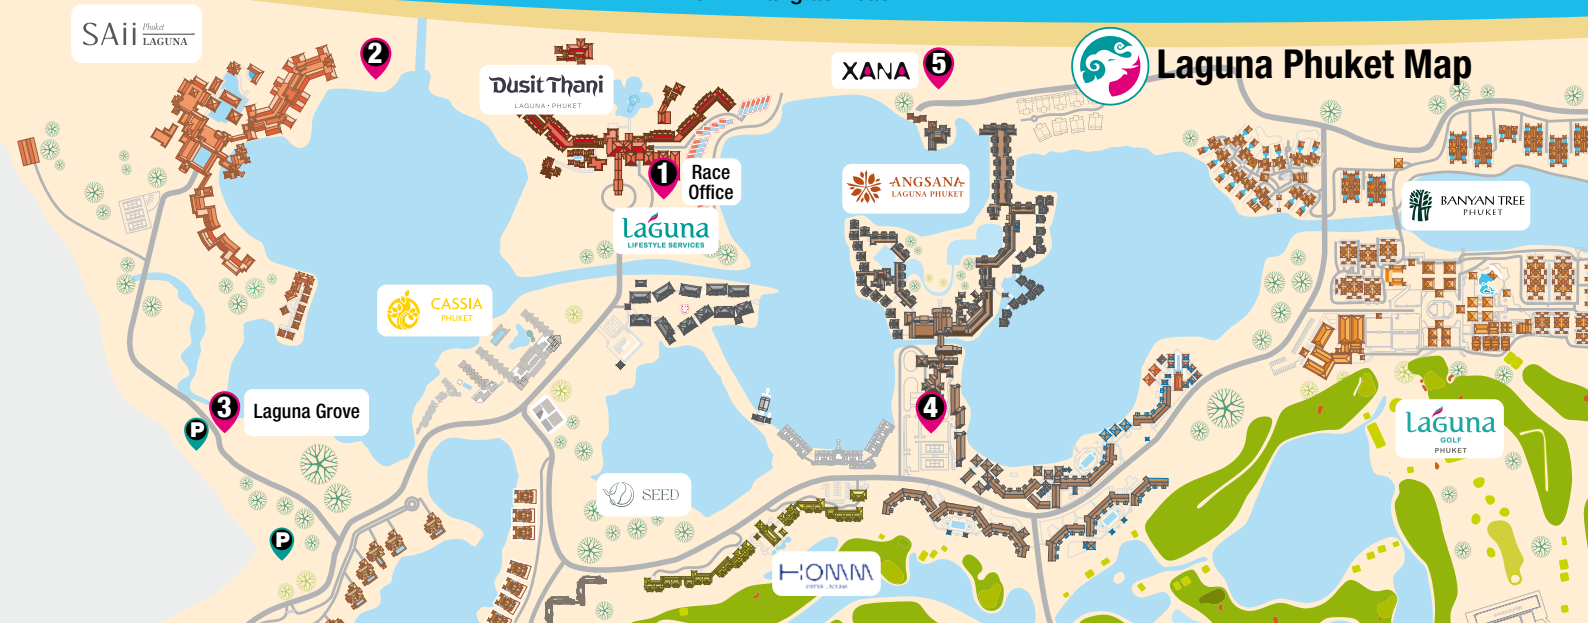 SAii Phuket
LAGUNA
2
Dusit Thani
LAGUNA • PHUKET
XANA
5
Laguna Phuket Map
1
Race
Office
Laguna
LIFESTYLE SERVICES
ANGSANA
LAGUNA PHUKET
BANYAN TREE
PHUKET
CASSIA
PHUKET
3
Laguna Grove
P
4
Laguna
GOLF
PHUKET
SEED
P
HOMM